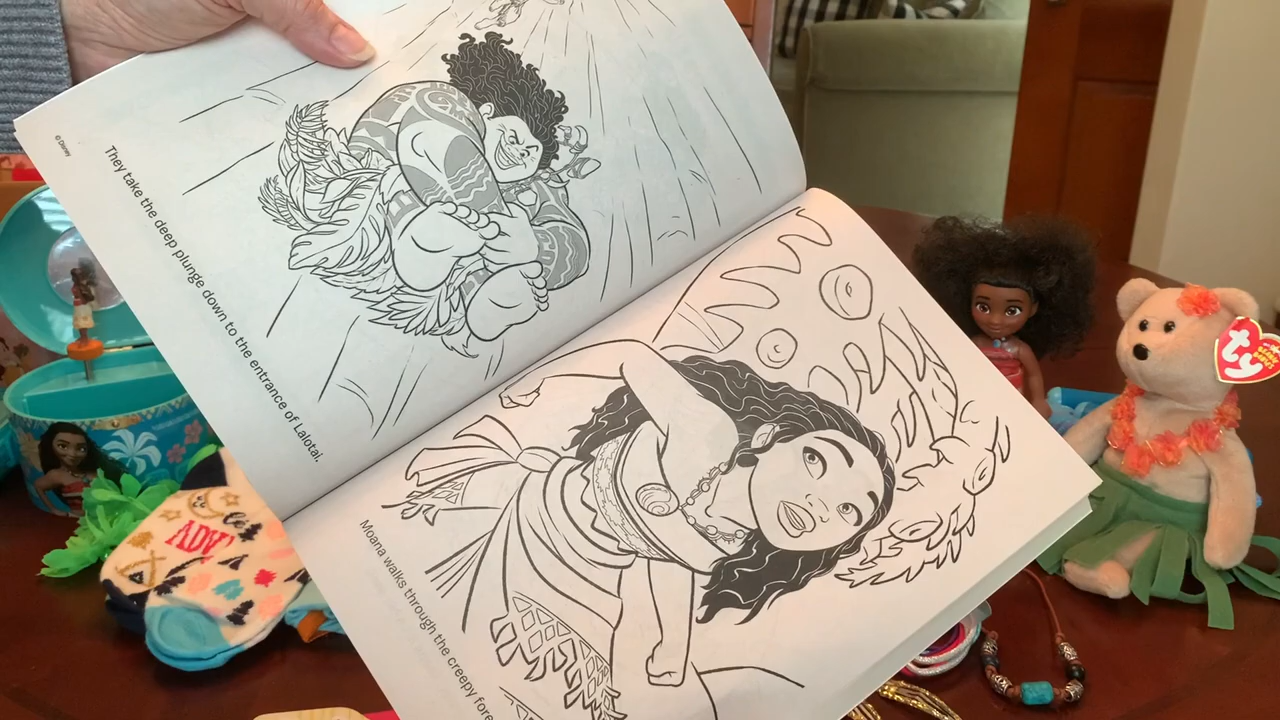 © Disney
They take the deep plunge down to the entrance of Lalotai.
Moana walks through the creepy fore
ADV
ty